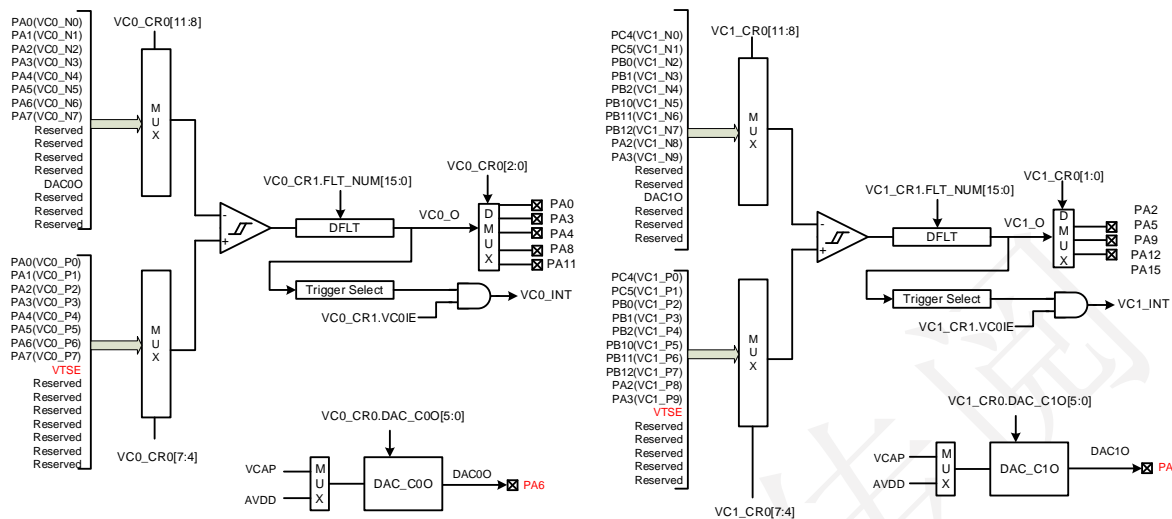 PA0(VC0_N0)
PA1(VC0_N1)
PA2(VC0_N2)
PA3(VC0_N3)
PA4(VC0_N4)
PA5(VC0_N5)
PA6(VC0_N6)
PA7(VC0_N7)
Reserved
Reserved
Reserved
Reserved
DAC0O
Reserved
Reserved
Reserved
VC0_CR0[11:8]
MUX
PA0(VC0_P0)
PA1(VC0_P1)
PA2(VC0_P2)
PA3(VC0_P3)
PA4(VC0_P4)
PA5(VC0_P5)
PA6(VC0_P6)
PA7(VC0_P7)
VTSE
Reserved
Reserved
Reserved
Reserved
Reserved
Reserved
Reserved
MUX
VC0_CR0[7:4]
-
+
VC0_CR1.FLT_NUM[15:0]
DFLT
VC0_O
VC0_CR0[2:0]
DMUX
PA0
PA3
PA4
PA8
PA11
Trigger Select
VC0_CR1.VC0IE
VC0_INT
VC0_CR0.DAC_C0O[5:0]
VCAP
AVDD
MUX
DAC_C0O
DAC0O
PA6
PC4(VC1_N0)
PC5(VC1_N1)
PB0(VC1_N2)
PB1(VC1_N3)
PB2(VC1_N4)
PB10(VC1_N5)
PB11(VC1_N6)
PB12(VC1_N7)
PA2(VC1_N8)
PA3(VC1_N9)
Reserved
Reserved
DAC1O
Reserved
Reserved
Reserved
VC1_CR0[11:8]
MUX
PC4(VC1_P0)
PC5(VC1_P1)
PB0(VC1_P2)
PB1(VC1_P3)
PB2(VC1_P4)
PB10(VC1_P5)
PB11(VC1_P6)
PB12(VC1_P7)
PA2(VC1_P8)
PA3(VC1_P9)
VTSE
Reserved
Reserved
Reserved
Reserved
Reserved
MUX
VC1_CR0[7:4]
-
+
VC1_CR1.FLT_NUM[15:0]
DFLT
VC1_O
VC1_CR0[1:0]
DMUX
PA2
PA5
PA9
PA12
PA15
Trigger Select
VC1_CR1.VC0IE
VC1_INT
VC1_CR0.DAC_C1O[5:0]
VCAP
AVDD
MUX
DAC_C1O
DAC1O
PA